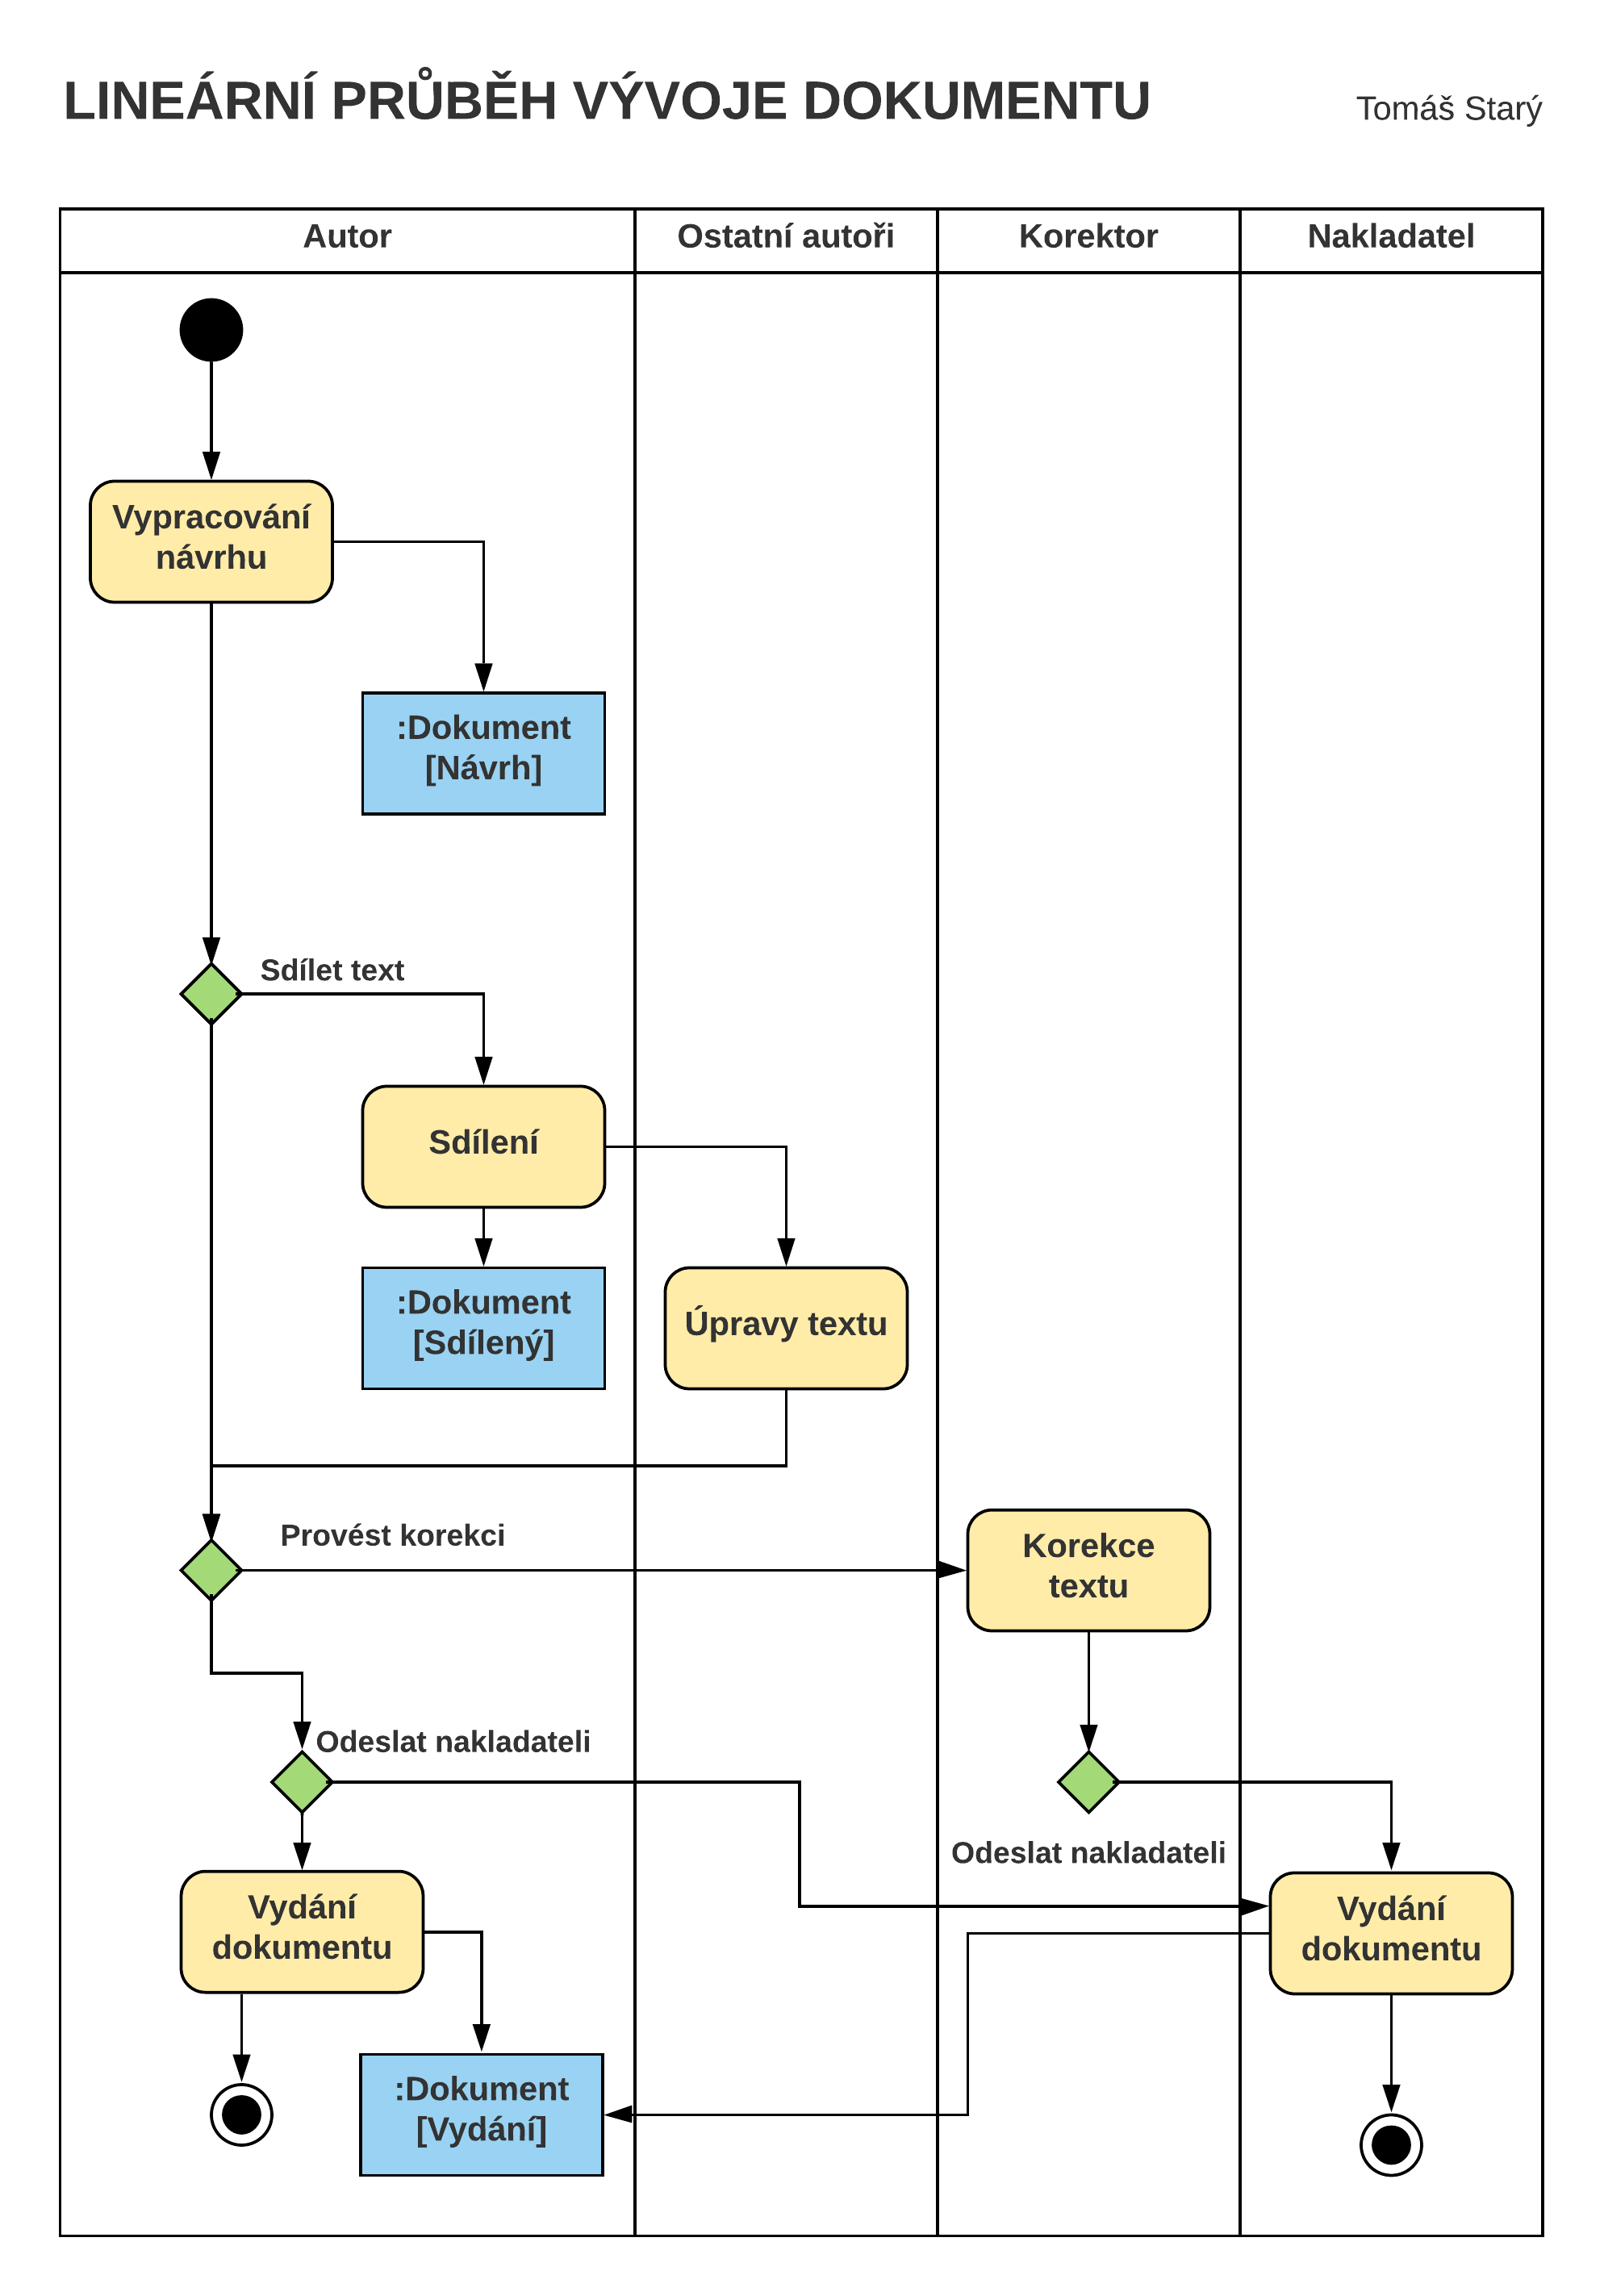 LINEÁRNÍ PRŮBĚH VÝVOJE DOKUMENTU
Tomáš Starý
Autor
Ostatní autoři
Korektor
Nakladatel
Vypracování
návrhu
:Dokument
[Návrh]
Sdílet text
Sdílení
:Dokument
[Sdílený]
Úpravy textu
Provést korekci
Korekce
textu
Odeslat nakladateli
Odeslat nakladateli
Vydání
dokumentu
Vydání
dokumentu
:Dokument
[Vydání]